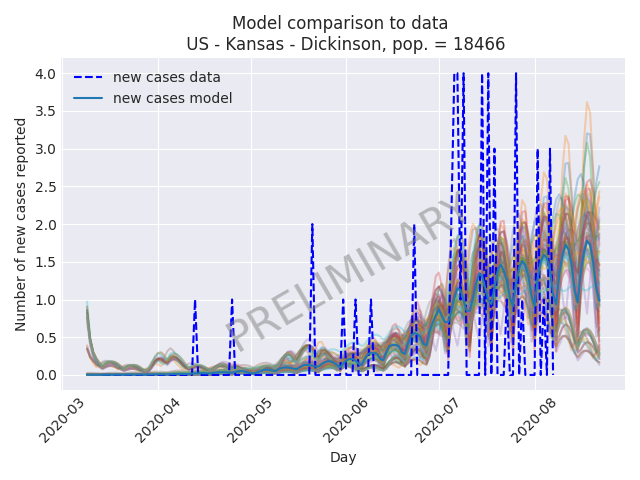 Model comparison to data
US - Kansas - Dickinson, pop. = 18466
4.0
3.5
3.0
2.5
2.0
1.5
1.0
0.5
0.0
Number of new cases reported
new cases data
new cases model
PRELIMINARY
2020-03
2020-04
2020-05
2020-06
2020-07
2020-08
Day